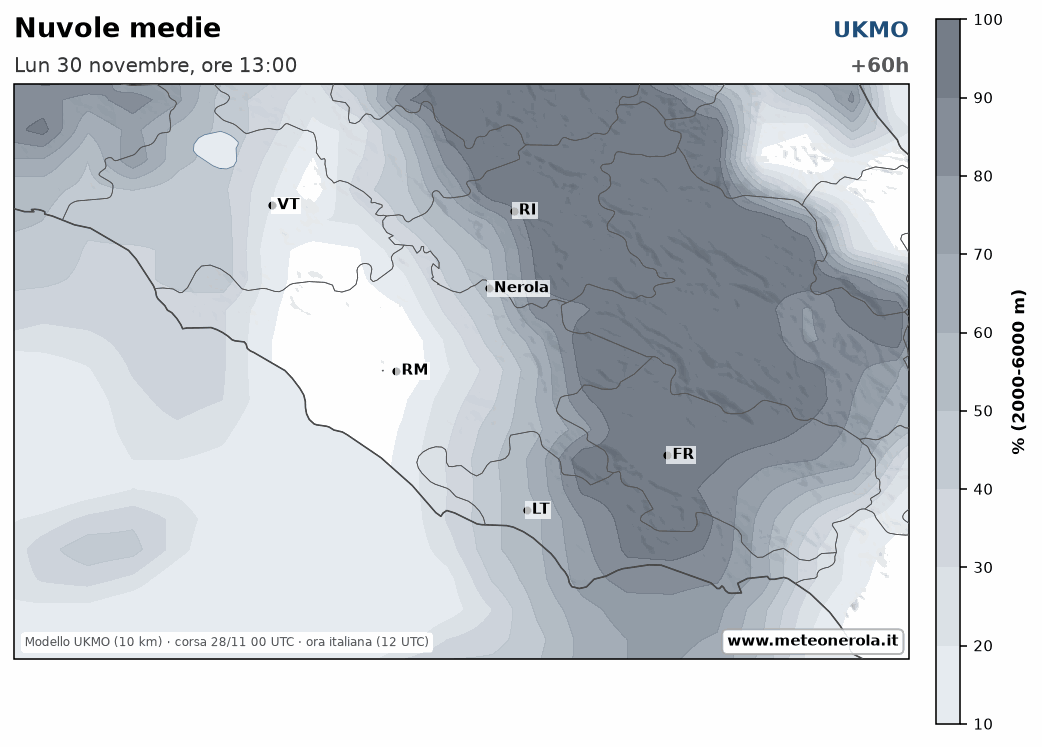 Nuvole medie
UKMO
Lun 30 novembre, ore 13:00
+60h
100
90
80
70
60
50
40
30
20
10
% (2000-6000 m)
VT
RI
Nerola
RM
FR
LT
Modello UKMO (10 km) · corsa 28/11 00 UTC · ora italiana (12 UTC)
www.meteonerola.it